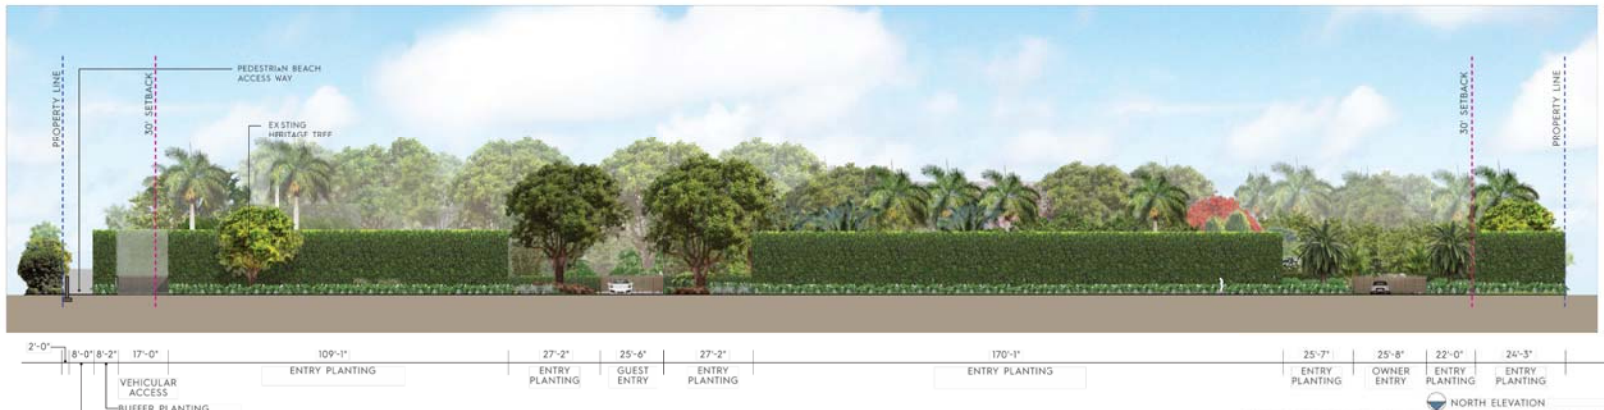 PROPERTY LINE
PEDESTRIAN BEACH
ACCESS WAY
30' SETBACK
EXISTING
HERITAGE TREE
30' SETBACK
PROPERTY LINE
2'-0"
8'-0" 8'-2" 17'-0" 109'-1" 27'-2" 25'-6" 27'-2" 170'-1" 25'-7" 25'-8" 22'-0" 24'-3"
VEHICULAR
ACCESS
ENTRY PLANTING
ENTRY
PLANTING
GUEST
ENTRY
ENTRY
PLANTING
ENTRY PLANTING
ENTRY
PLANTING
OWNER
ENTRY
ENTRY
PLANTING
ENTRY
PLANTING
BUFFER PLANTING
NORTH ELEVATION